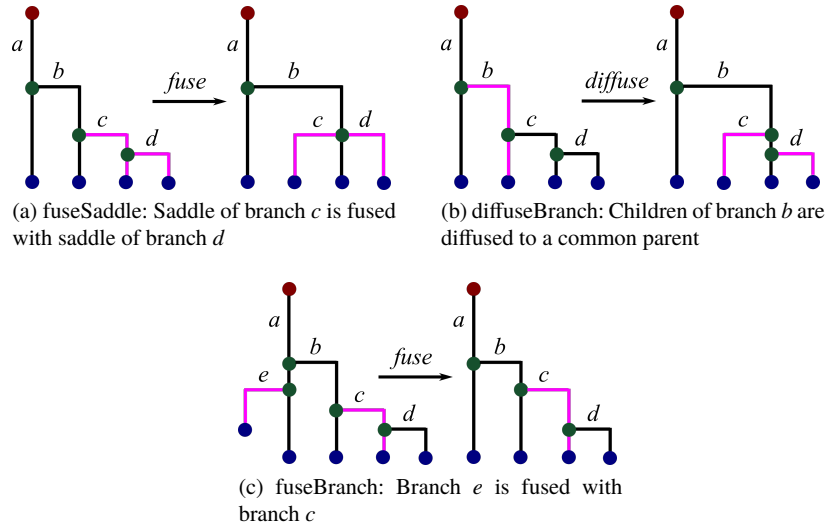 a
b
c
d
fuse
a
b
c
d
(a) fuseSaddle: Saddle of branch c is fused
with saddle of branch d
a
b
c
d
diffuse
a
b
c
d
(b) diffuseBranch: Children of branch b are
diffused to a common parent
a
b
e
c
d
fuse
a
b
c
d
(c) fuseBranch: Branch e is fused with
branch c